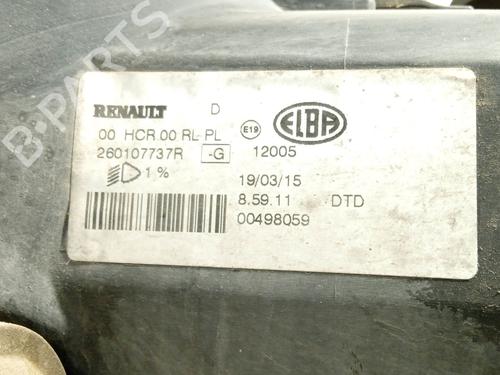 B-PARTS
RENAULT D ELBA
00 HCR 00 RL PL E19
260107737R -G 12005
1 % 19/03/15
8.59.11 DTD
00498059